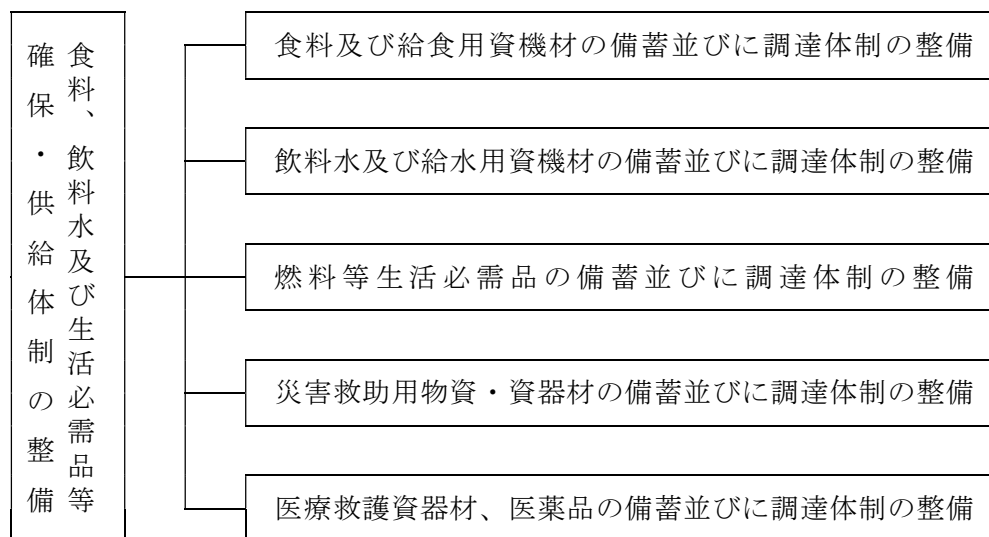 食料、飲料水及び生活必需品等
確保・供給体制の整備
食料及び給食用資機材の備蓄並びに調達体制の整備
飲料水及び給水用資機材の備蓄並びに調達体制の整備
燃料等生活必需品の備蓄並びに調達体制の整備
災害救助用物資・資器材の備蓄並びに調達体制の整備
医療救護資器材、医薬品の備蓄並びに調達体制の整備